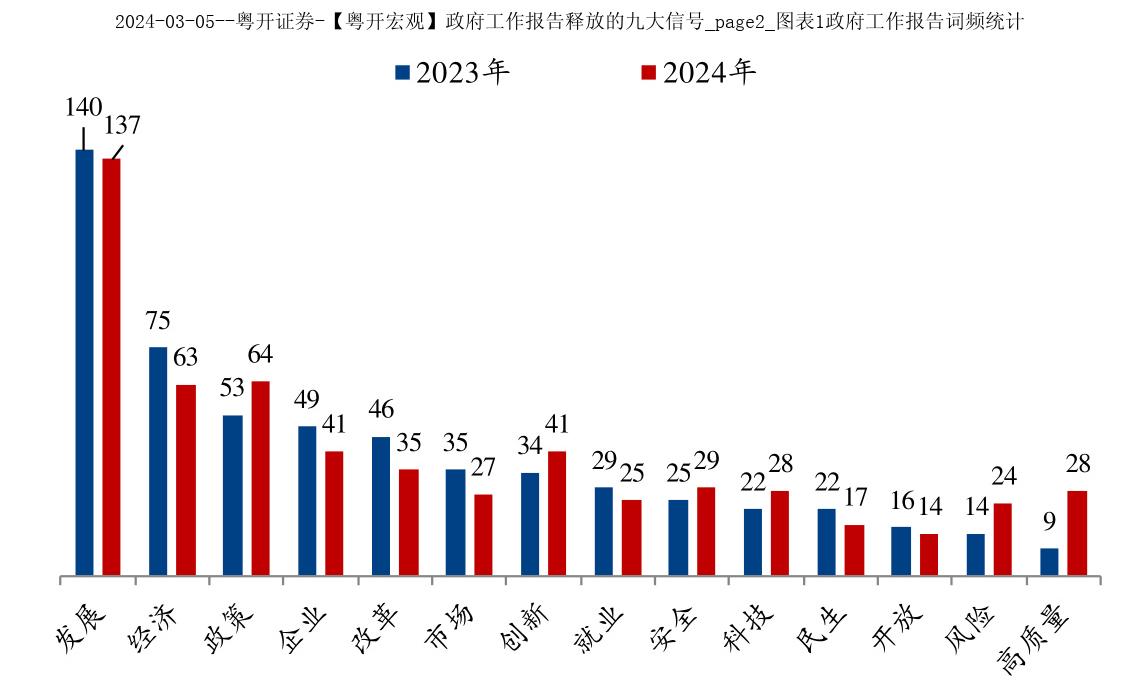 2024-03-05--粤开证券-【粤开宏观】政府工作报告释放的九大信号_page2_图表1政府工作报告词频统计
2023年 2024年
140 137
75 63
53 64
49 41
46 35
35 27
34 41
29 25
25 29
22 28
22 17
16 14
14 24
9 28
发展
经济
政策
企业
改革
市场
创新
就业
安全
科技
民生
开放
风险
高质量